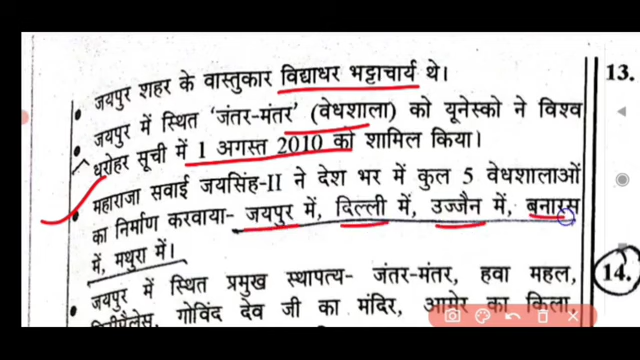 जयपुर शहर के वास्तुकार विद्याधर भट्टाचार्य थे।
13.
जयपुर में स्थित 'जंतर-मंतर' (वेधशाला) को यूनेस्को ने विश्व
धरोहर सूची में 1 अगस्त 2010 को शामिल किया।
महाराजा सवाई जयसिंह-II ने देश भर में कुल 5 वेधशालाओं
का निर्माण करवाया- जयपुर में, दिल्ली में, उज्जैन में, बनारस
में, मथुरा में।
14.
जयपुर में स्थित प्रमुख स्थापत्य- जंतर-मंतर, हवा महल,
गोविंद देव जी का मंदिर, आमेर का किला,